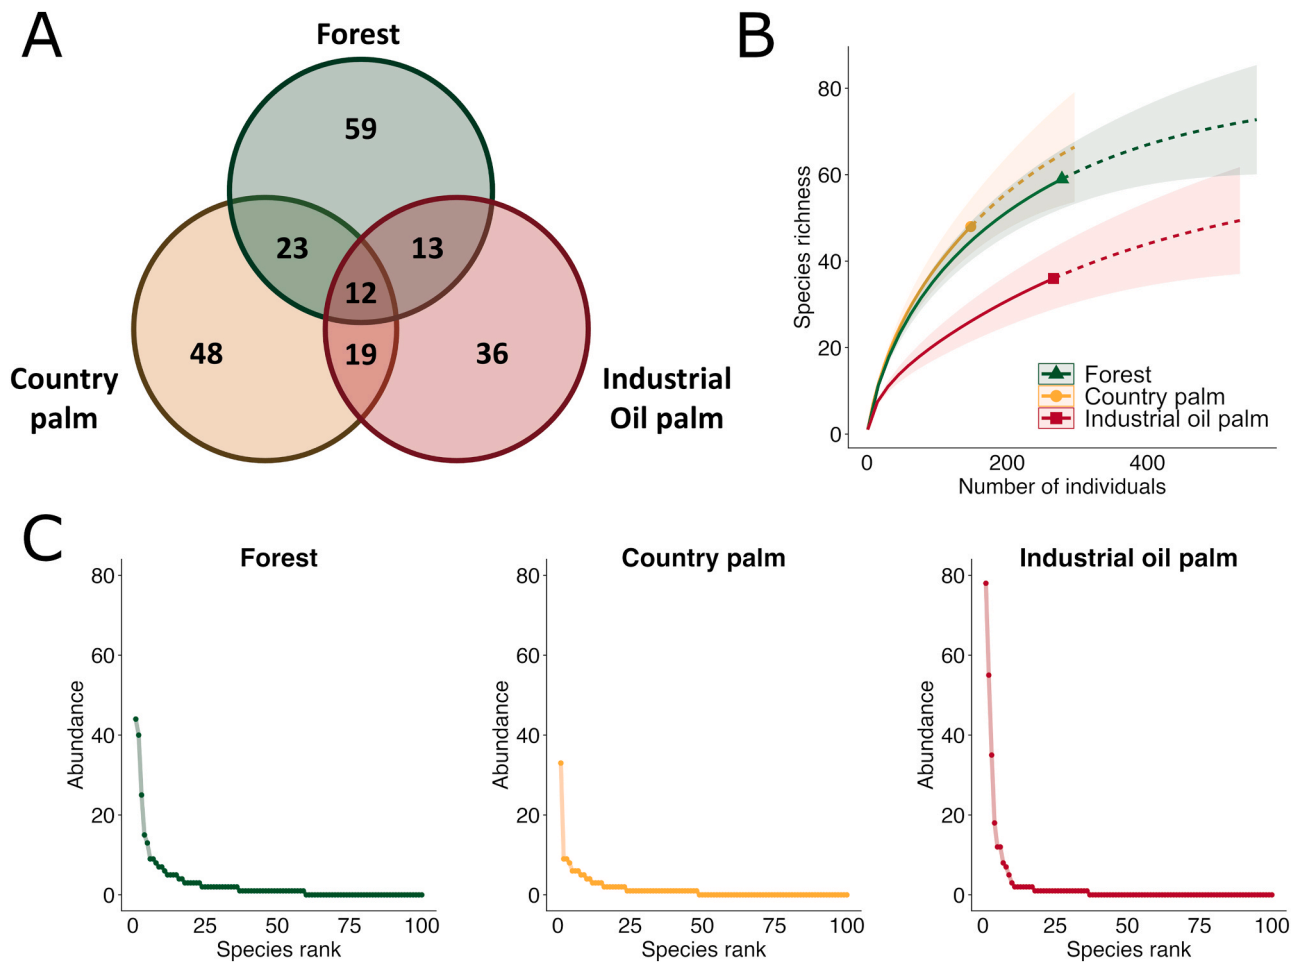 A
Forest
59
23
13
12
48
19
36
Country
palm
Industrial
Oil palm
B
Species richness
80
60
40
20
0
0 200 400
Number of individuals
Forest
Country palm
Industrial oil palm
C
Forest
Abundance
80
60
40
20
0
0 25 50 75 100
Species rank
Country palm
Abundance
80
60
40
20
0
0 25 50 75 100
Species rank
Industrial oil palm
Abundance
80
60
40
20
0
0 25 50 75 100
Species rank